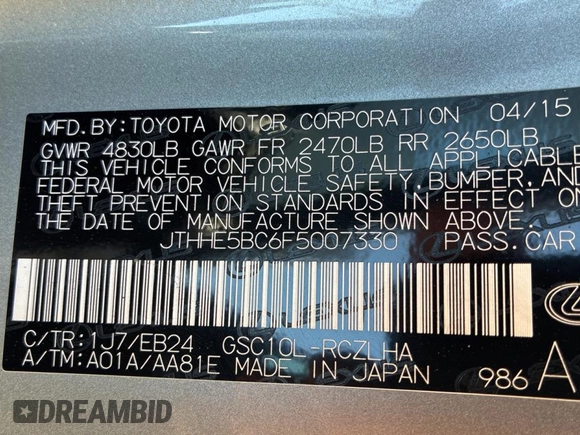 MFD.BY:TOYOTA MOTOR CORPORATION 04/15
GVWR 4830LB GAWR FR 2470LB RR 2650LB
THIS VEHICLE CONFORMS TO ALL APPLICABLE
FEDERAL MOTOR VEHICLE SAFETY, BUMPER, AND
THEFT PREVENTION STANDARDS IN EFFECT ON
THE DATE OF MANUFACTURE SHOWN ABOVE.
JTHHE5BC6F5007330 PASS.CAR
C/TR:1J7/EB24 GSC10L-RCZLHA
A/TM:A01A/AA81E MADE IN JAPAN 986 A
DREAMBID